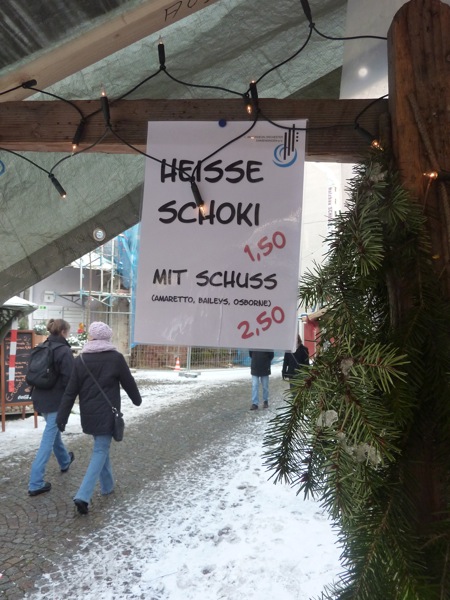 HEISSE
SCHOKI
1,50
MIT SCHUSS
(AMARETTO, BAILEYS, OSBORNE)
2,50